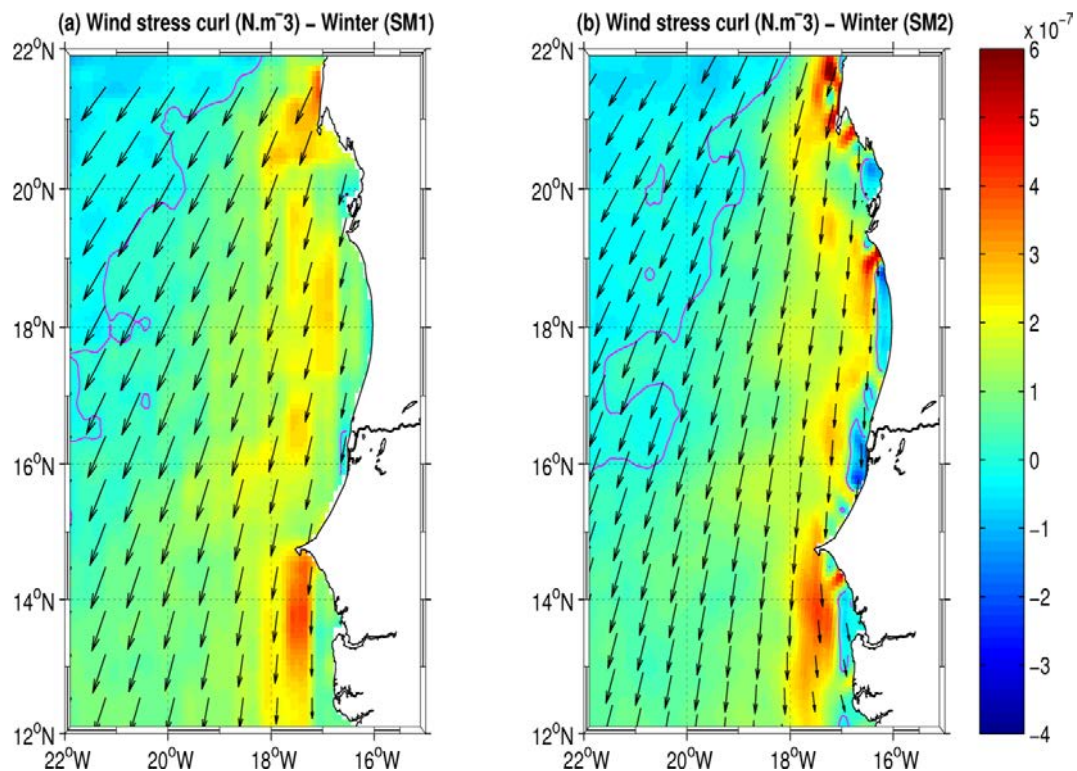 (a) Wind stress curl (N.m⁻3) − Winter (SM1)
(b) Wind stress curl (N.m⁻3) − Winter (SM2)
x 10⁻⁷
22°N
20°N
18°N
16°N
14°N
12°N
22°W 20°W 18°W 16°W
22°N
20°N
18°N
16°N
14°N
12°N
22°W 20°W 18°W 16°W
6
5
4
3
2
1
0
−1
−2
−3
−4